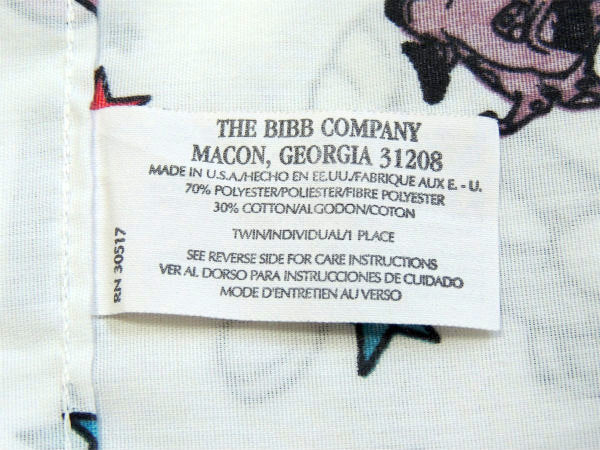 THE BIBB COMPANY
MACON, GEORGIA 31208
MADE IN U.S.A./HECHO EN EE.UU./FABRIQUE AUX E. - U.
70% POLYESTER/POLIESTER/FIBRE POLYESTER
30% COTTON/ALGODON/COTON
TWIN/INDIVIDUAL/1 PLACE
SEE REVERSE SIDE FOR CARE INSTRUCTIONS
VER AL DORSO PARA INSTRUCCIONES DE CUIDADO
MODE D'ENTRETIEN AU VERSO
RN 30517